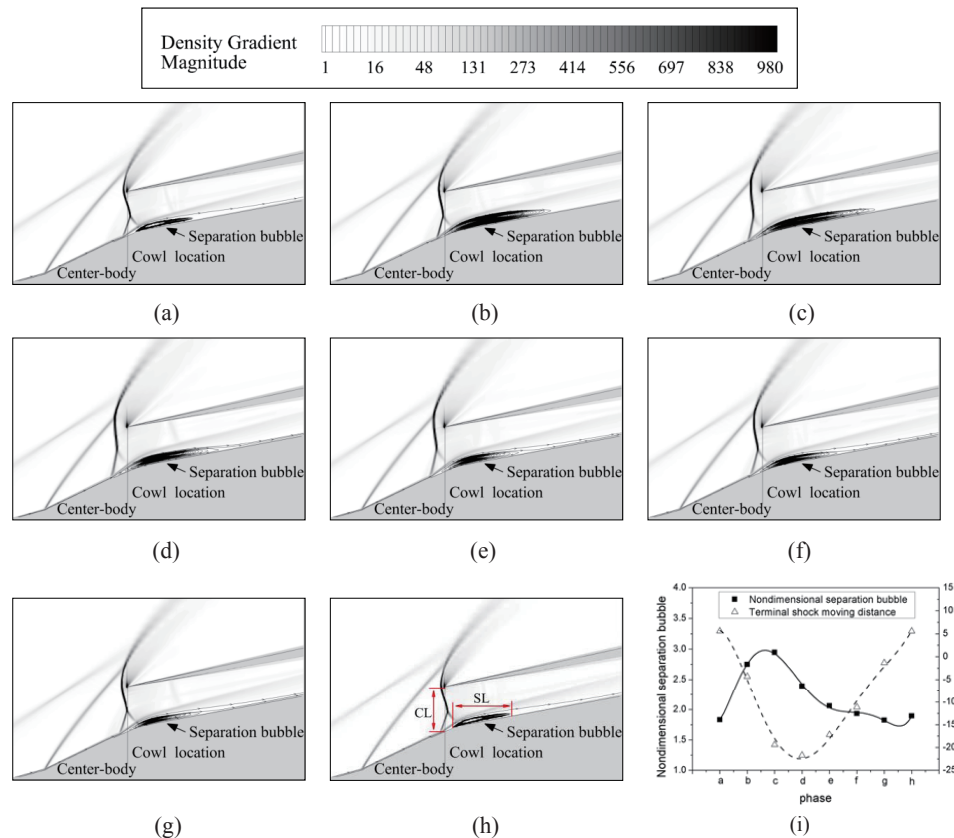 Density Gradient
Magnitude
1 16 48 131 273 414 556 697 838 980
Separation bubble
Cowl location
Center-body
(a)
Separation bubble
Cowl location
Center-body
(b)
Separation bubble
Cowl location
Center-body
(c)
Separation bubble
Cowl location
Center-body
(d)
Separation bubble
Cowl location
Center-body
(e)
Separation bubble
Cowl location
Center-body
(f)
Separation bubble
Cowl location
Center-body
(g)
SL
CL
Separation bubble
Cowl location
Center-body
(h)
Nondimensional separation bubble
4.0
3.5
3.0
2.5
2.0
1.5
1.0
Nondimensional separation bubble
Terminal shock moving distance
15
10
5
0
-5
-10
-15
-20
-25
a b c d e f g h
phase
(i)